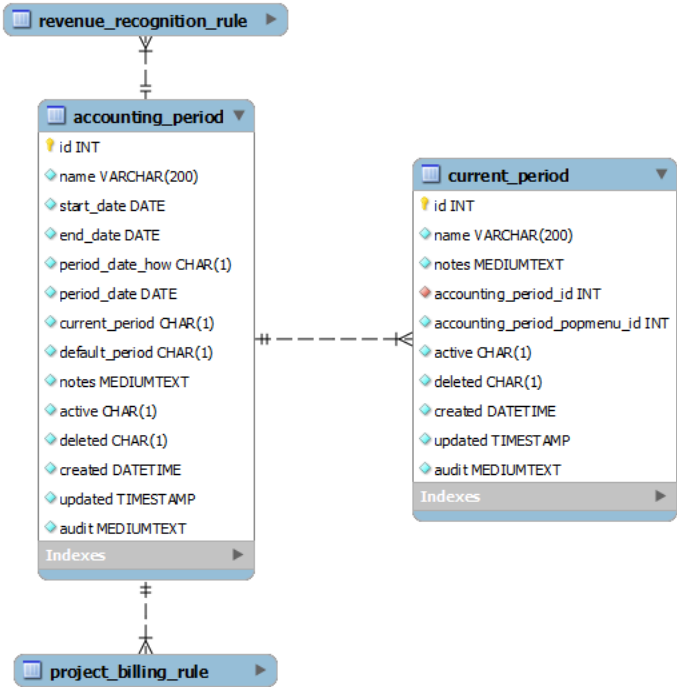 revenue_recognition_rule
accounting_period
id INT
name VARCHAR(200)
start_date DATE
end_date DATE
period_date_how CHAR(1)
period_date DATE
current_period CHAR(1)
default_period CHAR(1)
notes MEDIUMTEXT
active CHAR(1)
deleted CHAR(1)
created DATETIME
updated TIMESTAMP
audit MEDIUMTEXT
Indexes
current_period
id INT
name VARCHAR(200)
notes MEDIUMTEXT
accounting_period_id INT
accounting_period_popmenu_id INT
active CHAR(1)
deleted CHAR(1)
created DATETIME
updated TIMESTAMP
audit MEDIUMTEXT
Indexes
project_billing_rule